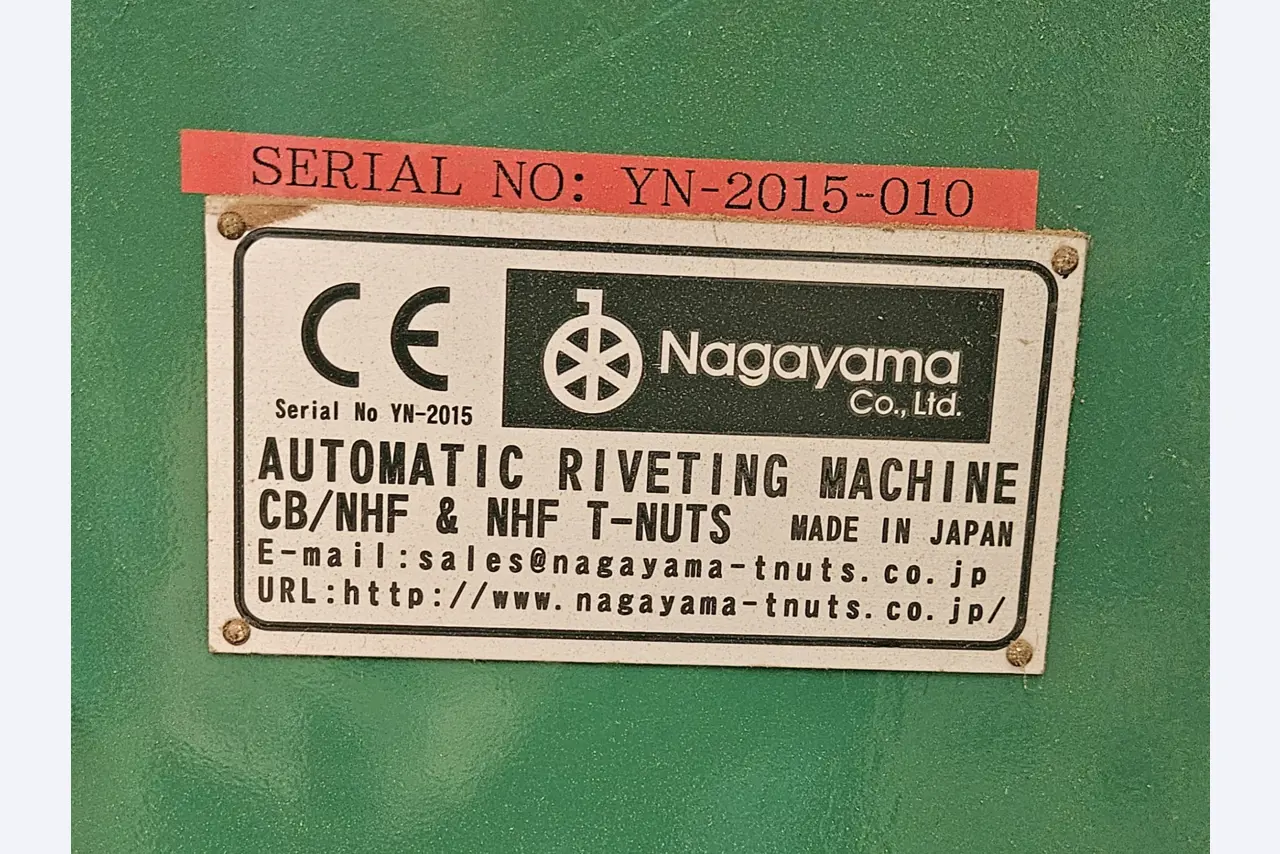 SERIAL NO: YN-2015-010
CE
Serial No YN-2015
Nagayama
Co., Ltd.
AUTOMATIC RIVETING MACHINE
CB/NHF & NHF T-NUTS MADE IN JAPAN
E-mail:sales@nagayama-tnuts.co.jp
URL:http://www.nagayama-tnuts.co.jp/